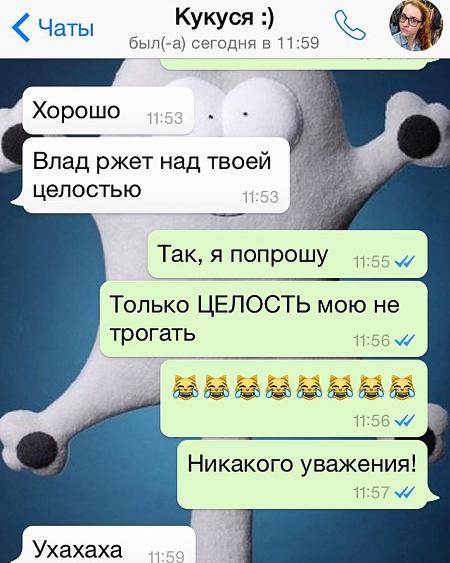 Чаты
Кукуся :)
был(-а) сегодня в 11:59
Хорошо
11:53
Влад ржет над твоей
целостью
11:53
Так, я попрошу
11:55
Только ЦЕЛОСТЬ мою не
трогать
11:56
😹😹😹😹😹😹😹😹
11:56
Никакого уважения!
11:57
Ухахаха
11:59